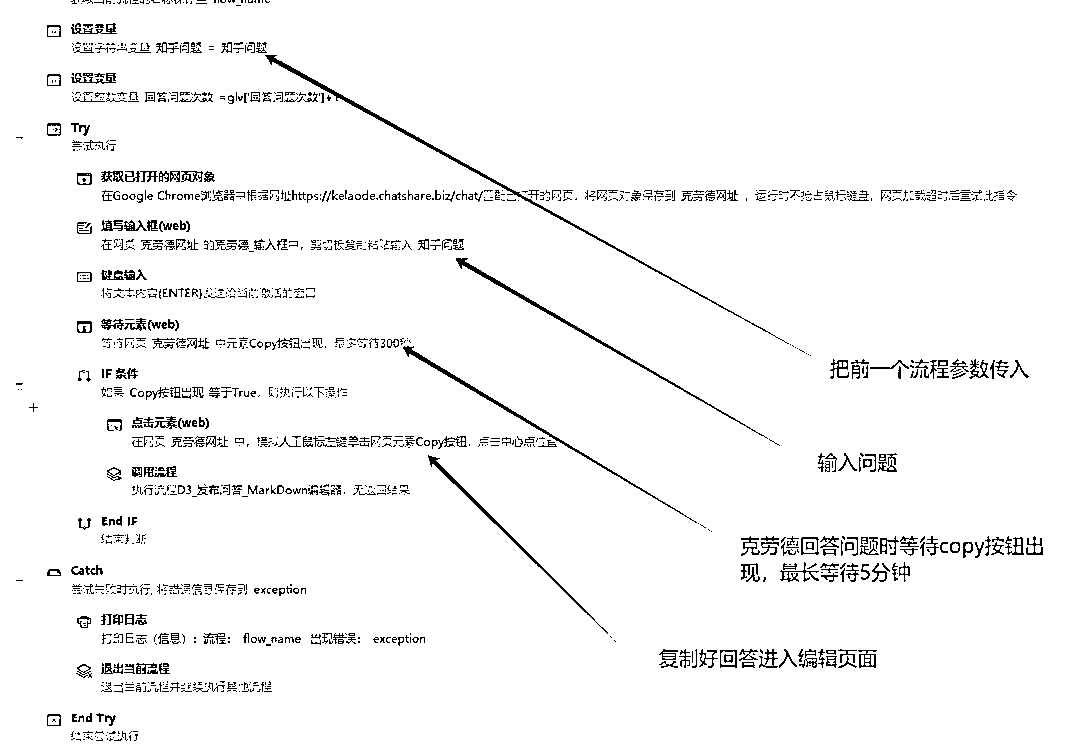 获取当前流程的名称保存至 flow_name
设置变量
设置字符串变量 知乎问题 = 知乎问题
设置变量
设置整数变量 回答问题次数 =glv['回答问题次数']+1
Try
尝试执行
获取已打开的网页对象
在Google Chrome浏览器中根据网址https://kelaode.chatshare.biz/chat/匹配已打开的网页，将网页对象保存到 克劳德网址 ，运行时不抢占鼠标键盘，网页加载超时后重试此指令
填写输入框(web)
在网页 克劳德网址 的克劳德_输入框中，剪切板复制粘贴输入 知乎问题
键盘输入
将文本内容{ENTER}发送给当前激活的窗口
等待元素(web)
等待网页 克劳德网址 中元素Copy按钮出现，最多等待300秒
IF 条件
如果 Copy按钮出现 等于True，则执行以下操作
点击元素(web)
在网页 克劳德网址 中，模拟人工鼠标左键单击网页元素Copy按钮，点击中心点位置
调用流程
执行流程D3_发布问答_MarkDown编辑器，无返回结果
End IF
结束判断
Catch
尝试失败时执行, 将错误信息保存到 exception
打印日志
打印日志（信息）：流程： flow_name 出现错误： exception
退出当前流程
退出当前流程并继续执行其他流程
End Try
结束尝试执行
把前一个流程参数传入
输入问题
克劳德回答问题时等待copy按钮出
现，最长等待5分钟
复制好回答进入编辑页面